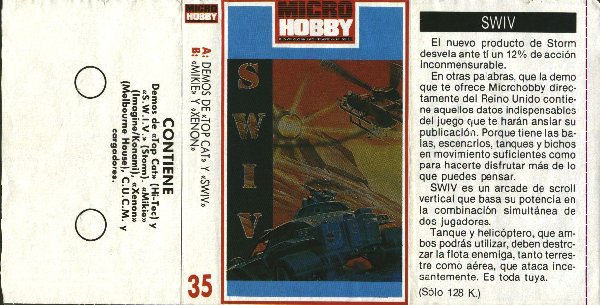 CONTIENE
Demos de «Top Cat» (Hi-Tec) y
«S.W.I.V.» (Storm). «Mikie»
(Imagine/Konami), «Xenon»
(Melbourne House), C.U.C.M. y
cargadores.
A: DEMOS DE «TOP CAT» Y «SWIV»
B: «MIKIE» Y «XENON»
35
MICRO
HOBBY
SWIV
SWIV
El nuevo producto de Storm
desvela ante tí un 12% de acción
inconmensurable.
En otras palabras, que la demo
que te ofrece Microhobby direc-
tamente del Reino Unido contie-
ne aquellos datos indispensables
del juego que te harán ansiar su
publicación. Porque tiene las ba-
las, escenarios, tanques y bichos
en movimiento suficientes como
para hacerte disfrutar más de lo
que puedes pensar.
SWIV es un arcade de scroll
vertical que basa su potencia en
la combinación simultánea de
dos jugadores.
Tanque y helicóptero, que am-
bos podrás utilizar, deben destro-
zar la flota enemiga, tanto terres-
tre como aérea, que ataca ince-
santemente. Es toda tuya.
(Sólo 128 K.)